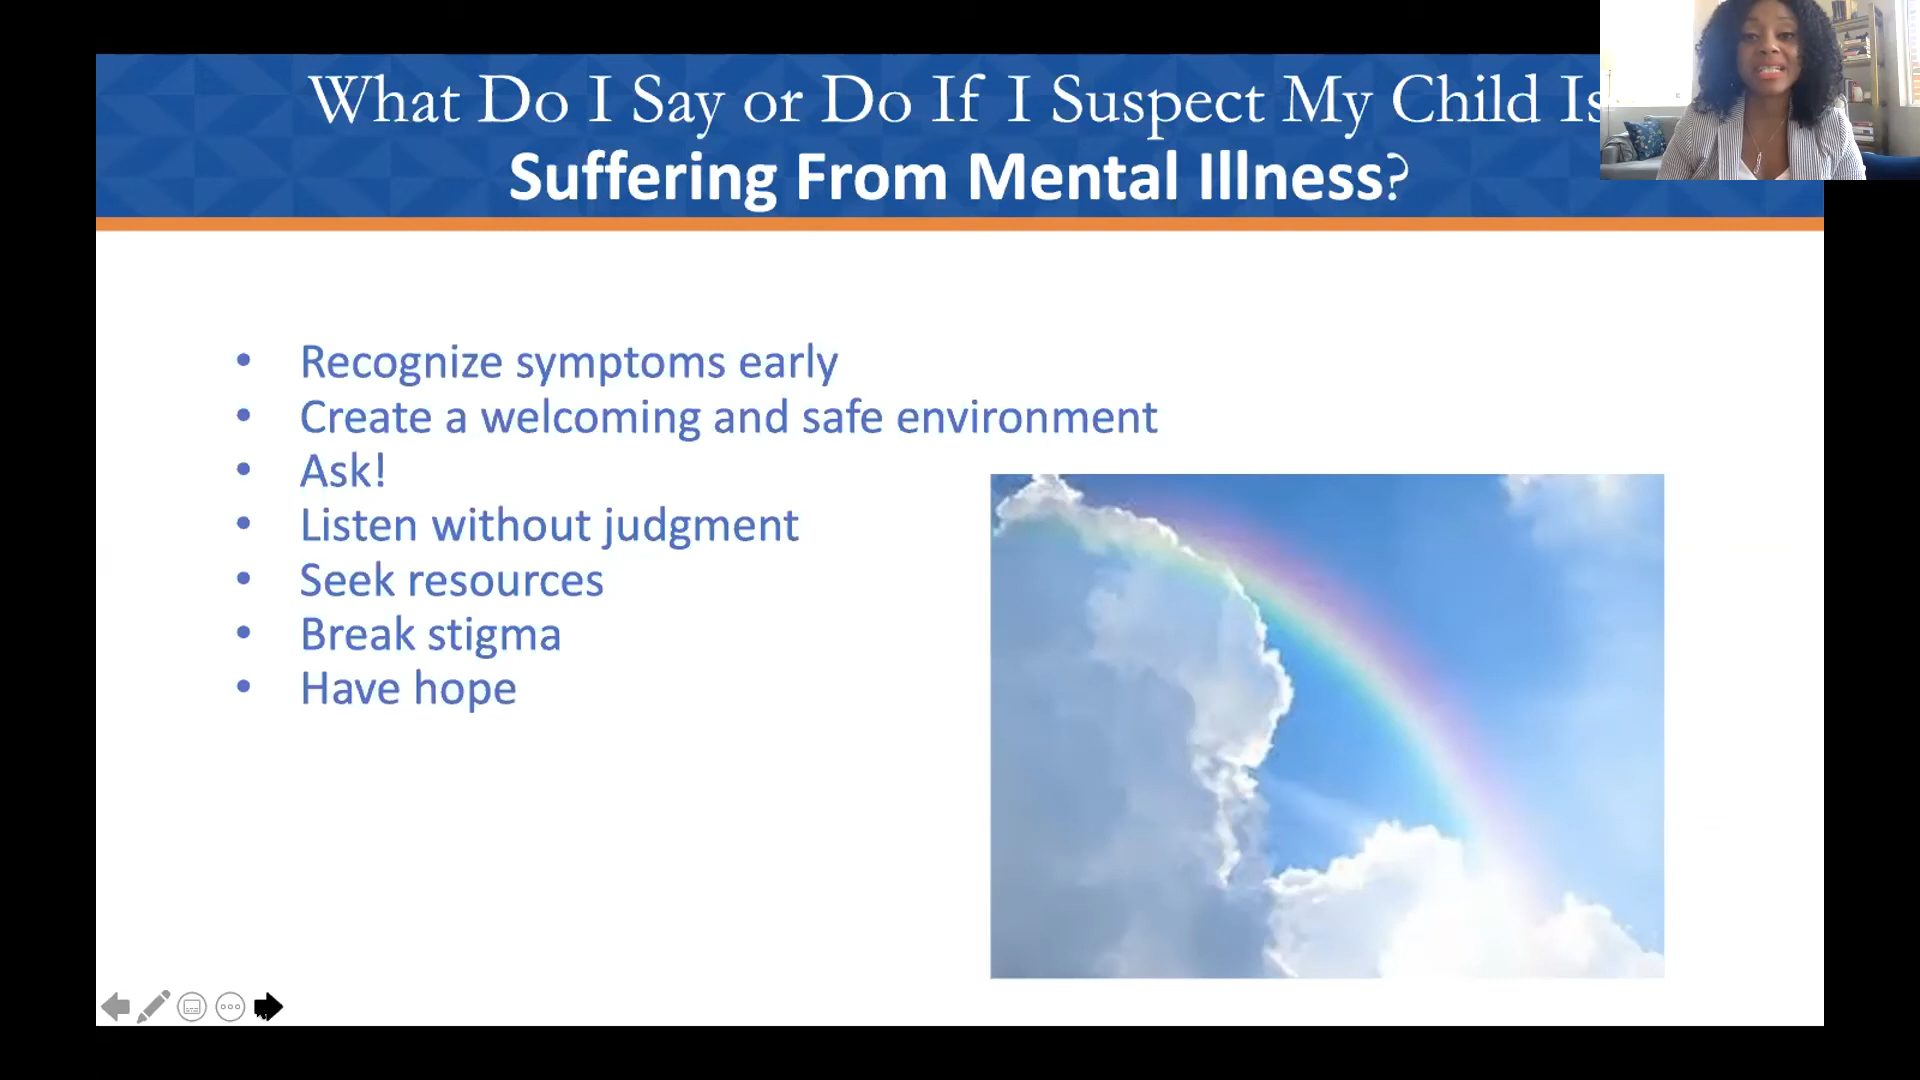 What Do I Say or Do If I Suspect My Child Is
Suffering From Mental Illness?
• Recognize symptoms early
• Create a welcoming and safe environment
• Ask!
• Listen without judgment
• Seek resources
• Break stigma
• Have hope